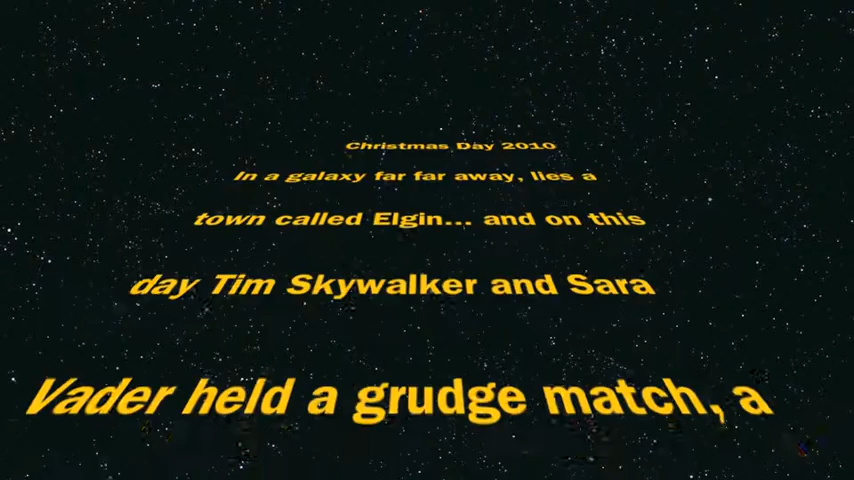 Christmas Day 2010
In a galaxy far far away, lies a
town called Elgin... and on this
day Tim Skywalker and Sara
Vader held a grudge match, a